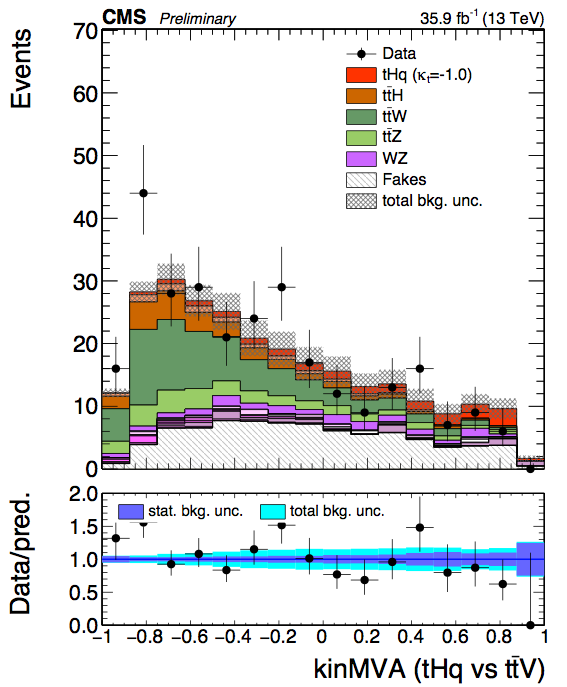 CMS Preliminary 35.9 fb⁻¹ (13 TeV)
Events
70
60
50
40
30
20
10
0
Data
tHq (κt=-1.0)
tt̄H
tt̄W
tt̄Z
WZ
Fakes
total bkg. unc.
Data/pred.
2.0
1.5
1.0
0.5
0.0
stat. bkg. unc. total bkg. unc.
−1 −0.8 −0.6 −0.4 −0.2 0 0.2 0.4 0.6 0.8 1
kinMVA (tHq vs tt̄V)